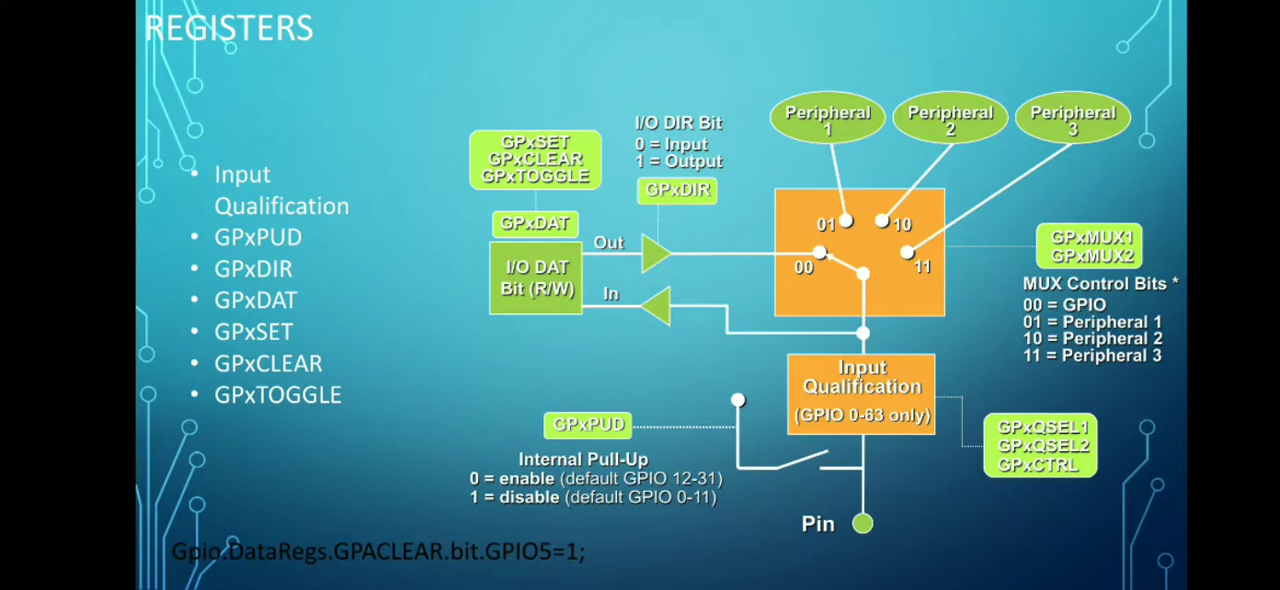 REGISTERS
• Input
Qualification
• GPxPUD
• GPxDIR
• GPxDAT
• GPxSET
• GPxCLEAR
• GPxTOGGLE
GPxSET
GPxCLEAR
GPxTOGGLE
GPxDAT
I/O DAT
Bit (R/W)
I/O DIR Bit
0 = Input
1 = Output
GPxDIR
Out
In
Peripheral
1
Peripheral
2
Peripheral
3
01
10
00
11
GPxMUX1
GPxMUX2
MUX Control Bits *
00 = GPIO
01 = Peripheral 1
10 = Peripheral 2
11 = Peripheral 3
Input
Qualification
(GPIO 0-63 only)
GPxQSEL1
GPxQSEL2
GPxCTRL
GPxPUD
Internal Pull-Up
0 = enable (default GPIO 12-31)
1 = disable (default GPIO 0-11)
Pin
Gpio.DataRegs.GPACLEAR.bit.GPIO5=1;